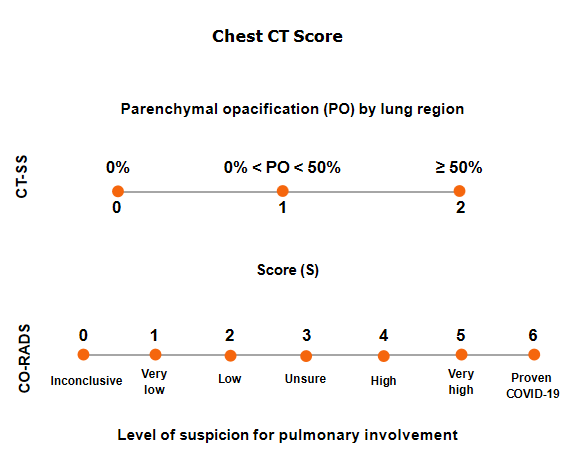 Chest CT Score
Parenchymal opacification (PO) by lung region
CT-SS
0% 0% < PO < 50% ≥ 50%
0 1 2
Score (S)
CO-RADS
0 1 2 3 4 5 6
Inconclusive Very low Low Unsure High Very high Proven COVID-19
Level of suspicion for pulmonary involvement